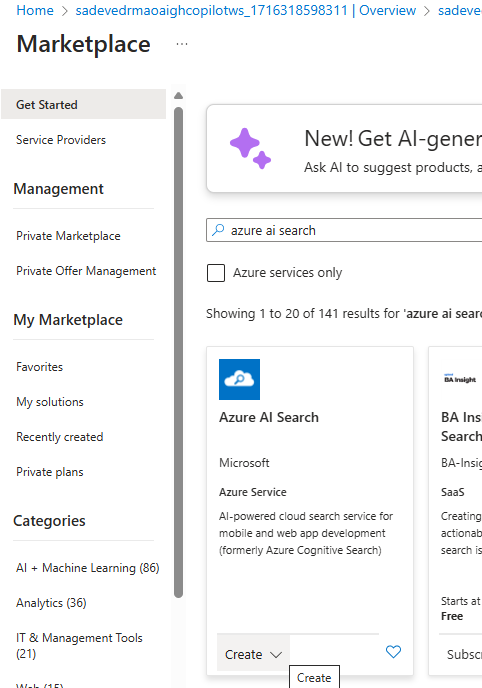 Home > sadevedrmaoaighcopilotws_1716318598311 | Overview > sadeved
Marketplace ...
Get Started
Service Providers
Management
Private Marketplace
Private Offer Management
My Marketplace
Favorites
My solutions
Recently created
Private plans
Categories
AI + Machine Learning (86)
Analytics (36)
IT & Management Tools
(21)
Web (15)
New! Get AI-gener
Ask AI to suggest products, a
azure ai search
Azure services only
Showing 1 to 20 of 141 results for 'azure ai searc
Azure AI Search
Microsoft
Azure Service
AI-powered cloud search service for
mobile and web app development
(formerly Azure Cognitive Search)
Create
Create
BA Insight
BA Ins
Search
BA-Insig
SaaS
Creating
actionab
search is
Starts at
Free
Subsc